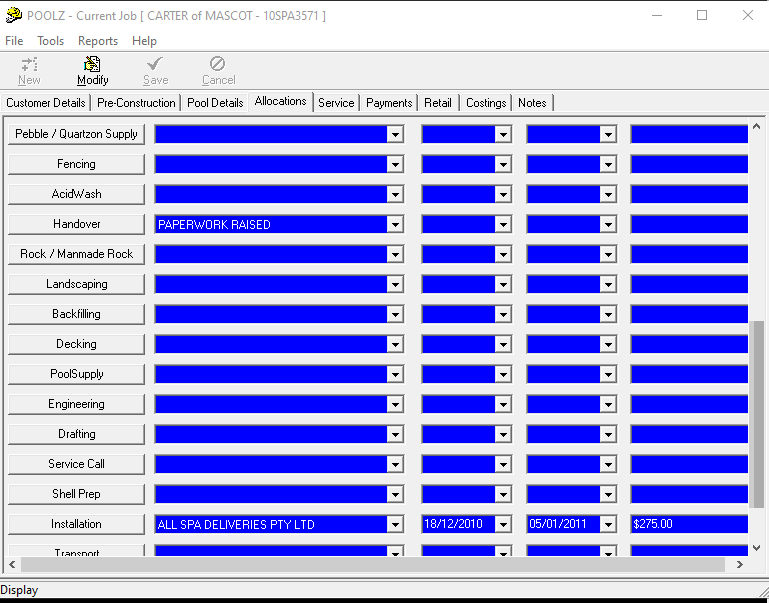 POOLZ - Current Job [ CARTER of MASCOT - 10SPA3571 ]
File Tools Reports Help
New Modify Save Cancel
Customer Details Pre-Construction Pool Details Allocations Service Payments Retail Costings Notes
Pebble / Quartzon Supply
Fencing
AcidWash
Handover PAPERWORK RAISED
Rock / Manmade Rock
Landscaping
Backfilling
Decking
PoolSupply
Engineering
Drafting
Service Call
Shell Prep
Installation ALL SPA DELIVERIES PTY LTD 18/12/2010 05/01/2011 $275.00
Transport
Display